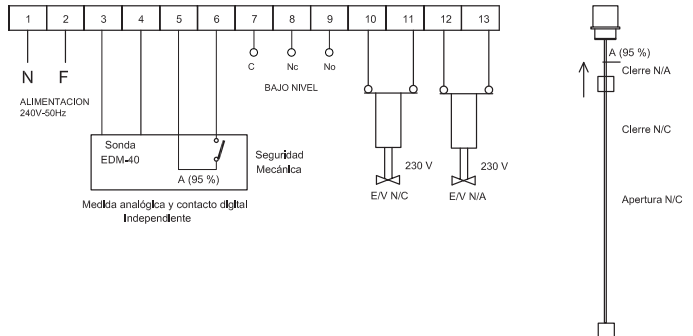 1 2 3 4 5 6 7 8 9 10 11 12 13
N F
C Nc No
ALIMENTACION
240V-50Hz
BAJO NIVEL
Sonda
EDM-40
A (95 %)
Seguridad
Mecánica
Medida analógica y contacto digital
Independiente
230 V
E/V N/C
230 V
E/V N/A
A (95 %)
Cierre N/A
Cierre N/C
Apertura N/C